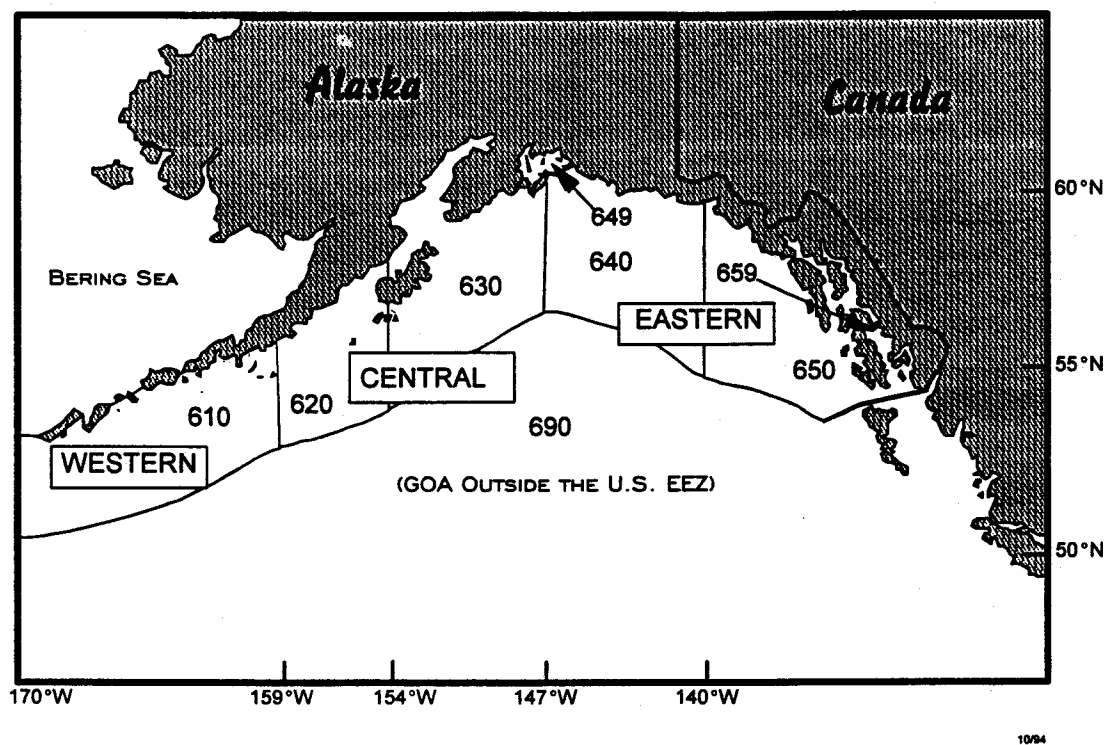 Alaska
Canada
60°N
649
640
BERING SEA
630
659
EASTERN
650
55°N
CENTRAL
620
610
690
WESTERN
(GOA OUTSIDE THE U.S. EEZ)
50°N
170°W
159°W
154°W
147°W
140°W
10/94